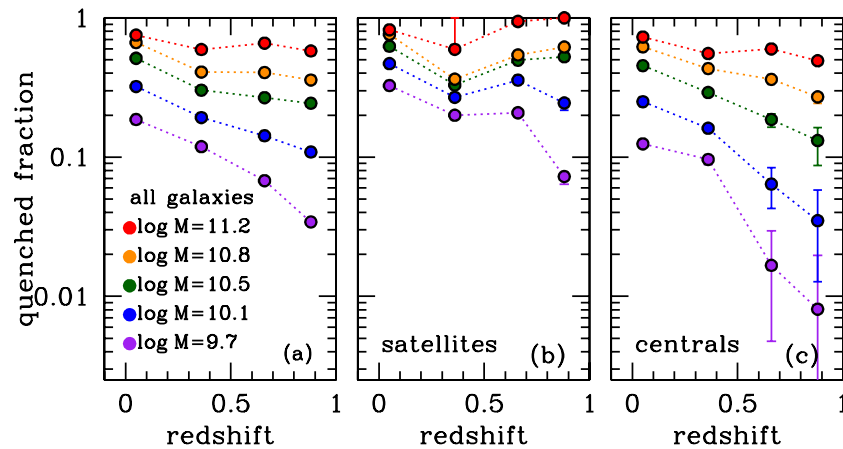 quenched fraction
1
0.1
0.01
all galaxies
log M=11.2
log M=10.8
log M=10.5
log M=10.1
log M=9.7
(a)
satellites
(b)
centrals
(c)
0
0.5
1
0
0.5
1
0
0.5
1
redshift
redshift
redshift